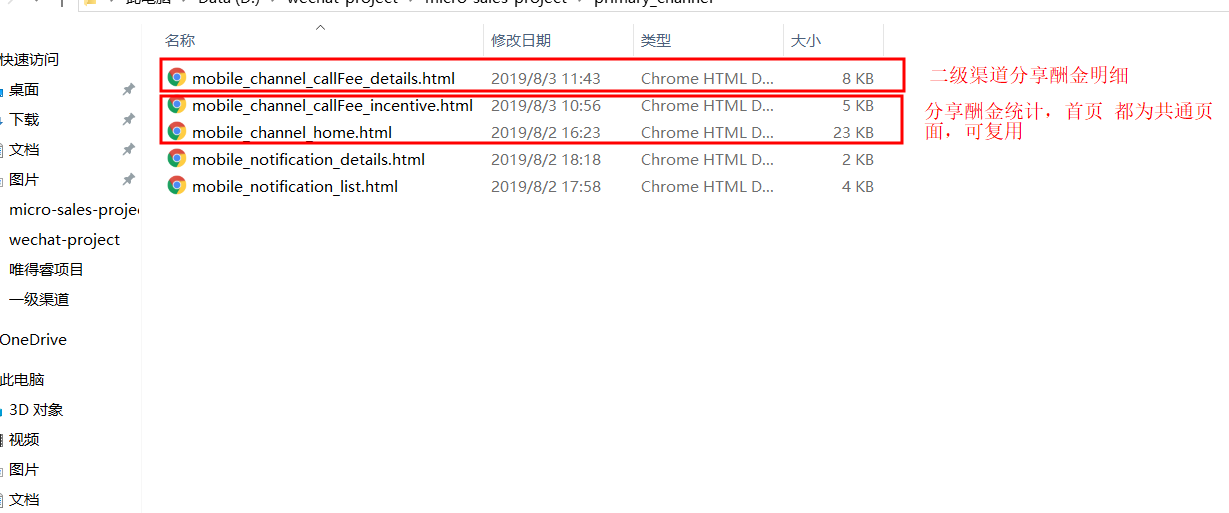 此电脑 > Data (D:) > wechat-project > micro-sales-project > primary_channel
名称 修改日期 类型 大小
快速访问
桌面
下载
文档
图片
micro-sales-proje
wechat-project
唯得睿项目
一级渠道
OneDrive
此电脑
3D 对象
视频
图片
文档
mobile_channel_callFee_details.html 2019/8/3 11:43 Chrome HTML D... 8 KB
mobile_channel_callFee_incentive.html 2019/8/3 10:56 Chrome HTML D... 5 KB
mobile_channel_home.html 2019/8/2 16:23 Chrome HTML D... 23 KB
mobile_notification_details.html 2019/8/2 18:18 Chrome HTML D... 2 KB
mobile_notification_list.html 2019/8/2 17:58 Chrome HTML D... 4 KB
二级渠道分享酬金明细
分享酬金统计，首页 都为共通页
面，可复用